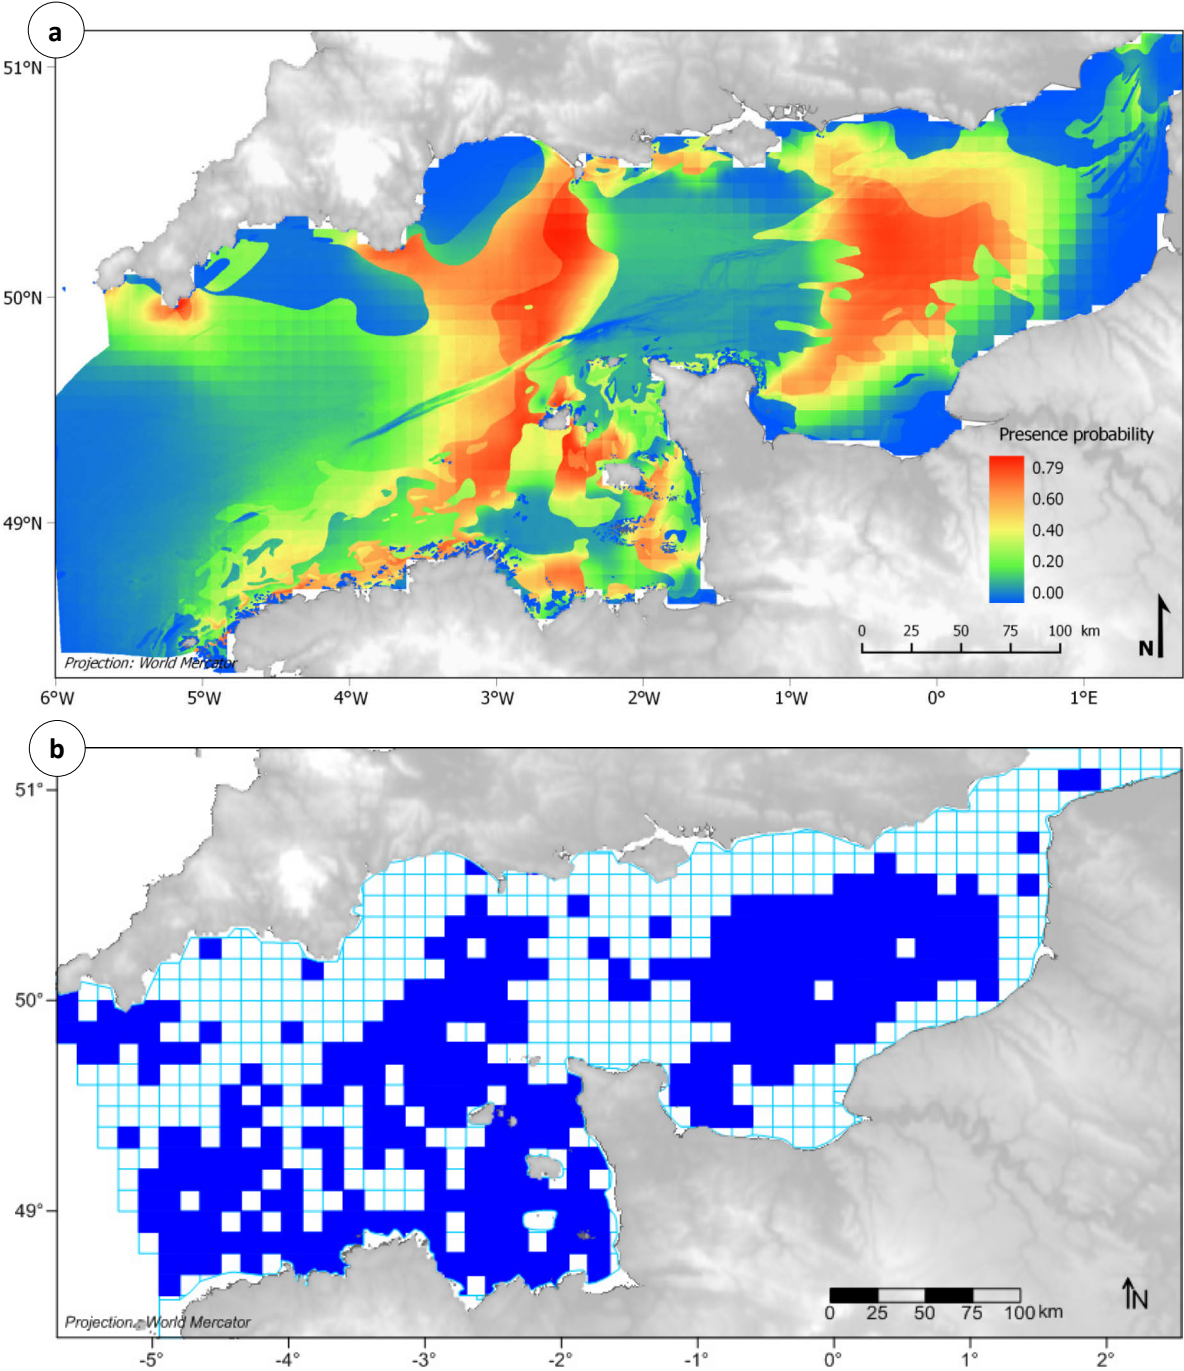 a
51°N
50°N
49°N
Presence probability
0.79
0.60
0.40
0.20
0.00
0 25 50 75 100 km
N
Projection: World Mercator
6°W 5°W 4°W 3°W 2°W 1°W 0° 1°E
b
51°
50°
49°
0 25 50 75 100 km
N
Projection: World Mercator
-5° -4° -3° -2° -1° 0° 1° 2°